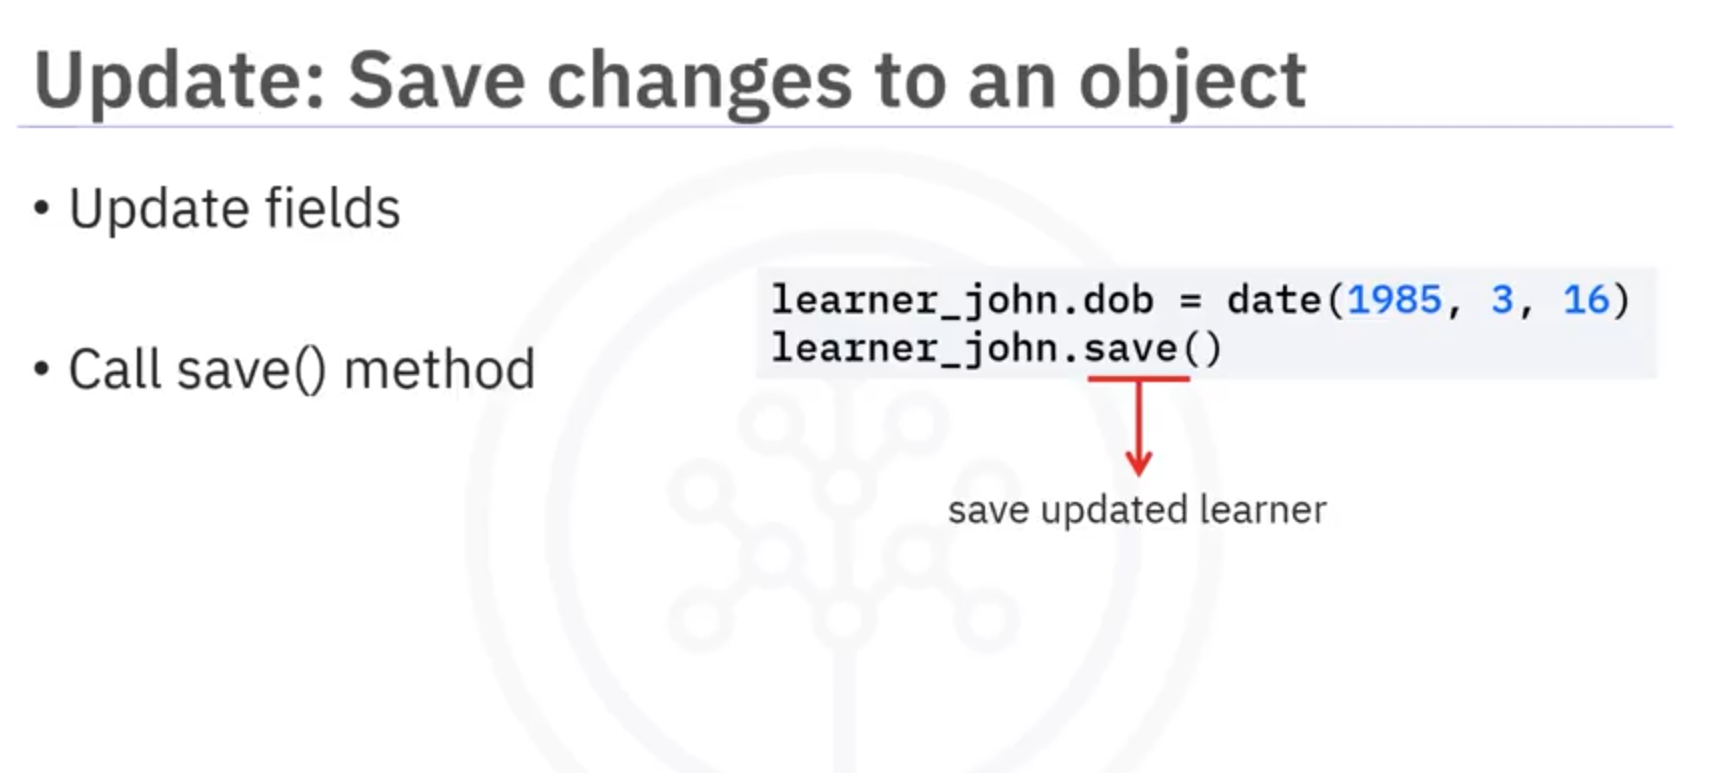 Update: Save changes to an object
• Update fields
• Call save() method
learner_john.dob = date(1985, 3, 16)
learner_john.save()
save updated learner